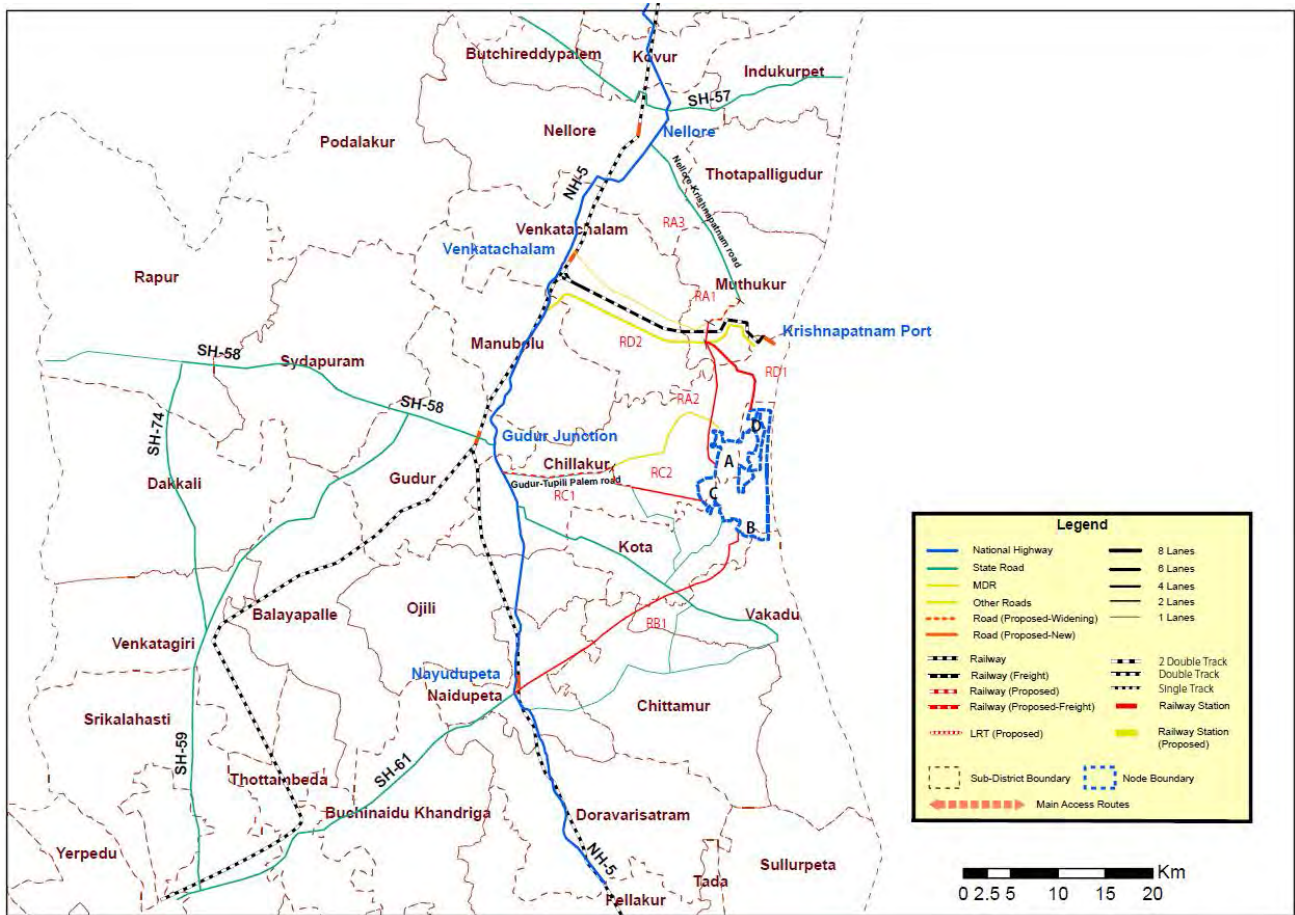 Butchireddypalem
Kovur
Indukurpet
SH-57
Nellore
Nellore
Podalakur
Thotapalligudur
NH-5
Nellore-Krishnapatnam road
RA3
Venkatachalam
Venkatachalam
Rapur
Muthukur
RA1
Krishnapatnam Port
Manubolu
RD2
SH-58
Sydapuram
RD1
SH-58
RA2
SH-74
D
Gudur Junction
Chillakur
A
Gudur
RC2
Dakkali
Gudur-Tupili Palem road
RC1
C
B
Kota
Balayapalle
Ojili
Vakadu
RB1
Venkatagiri
Nayudupeta
Naidupeta
Chittamur
Srikalahasti
SH-59
Thottambeda
SH-61
Buchinaidu Khandriga
Doravarisatram
Yerpedu
NH-5
Sullurpeta
Tada
Pellakur
Legend
National Highway
8 Lanes
State Road
6 Lanes
MDR
4 Lanes
Other Roads
2 Lanes
Road (Proposed-Widening)
1 Lanes
Road (Proposed-New)
Railway
2 Double Track
Railway (Freight)
Double Track
Railway (Proposed)
Single Track
Railway (Proposed-Freight)
Railway Station
LRT (Proposed)
Railway Station
(Proposed)
Sub-District Boundary
Node Boundary
Main Access Routes
Km
0 2.5 5 10 15 20